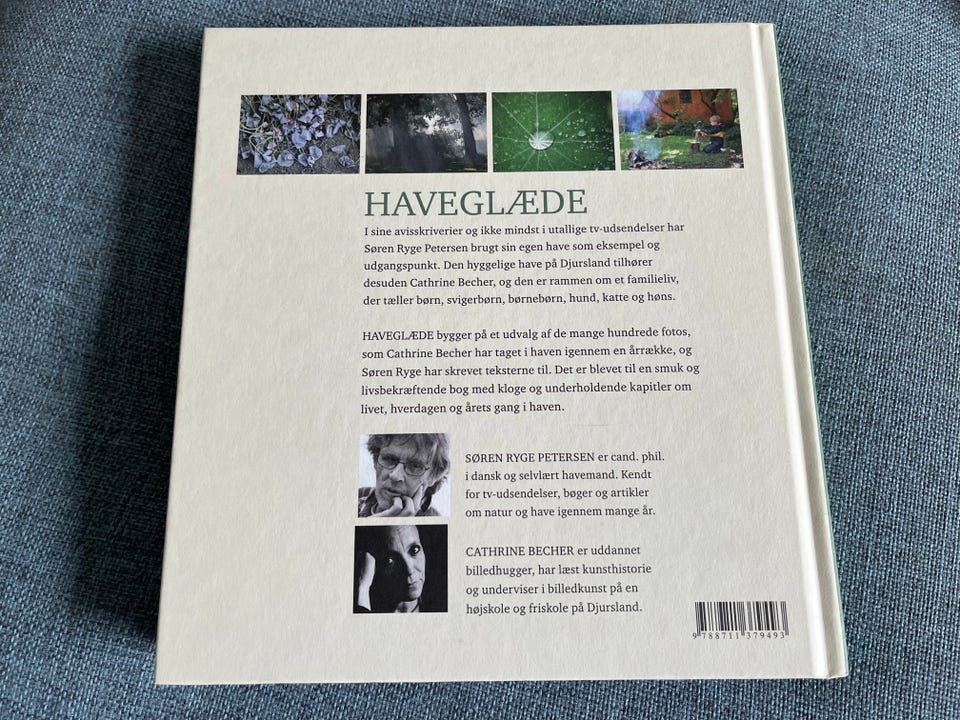 HAVEGLÆDE
I sine avisskriverier og ikke mindst i utallige tv-udsendelser har
Søren Ryge Petersen brugt sin egen have som eksempel og
udgangspunkt. Den hyggelige have på Djursland tilhører
desuden Cathrine Becher, og den er rammen om et familieliv,
der tæller børn, svigerbørn, børnebørn, hund, katte og høns.
HAVEGLÆDE bygger på et udvalg af de mange hundrede fotos,
som Cathrine Becher har taget i haven igennem en årrække, og
Søren Ryge har skrevet teksterne til. Det er blevet til en smuk og
livsbekræftende bog med kloge og underholdende kapitler om
livet, hverdagen og årets gang i haven.
SØREN RYGE PETERSEN er cand. phil.
i dansk og selvlært havemand. Kendt
for tv-udsendelser, bøger og artikler
om natur og have igennem mange år.
CATHRINE BECHER er uddannet
billedhugger, har læst kunsthistorie
og underviser i billedkunst på en
højskole og friskole på Djursland.
9 788711 379493